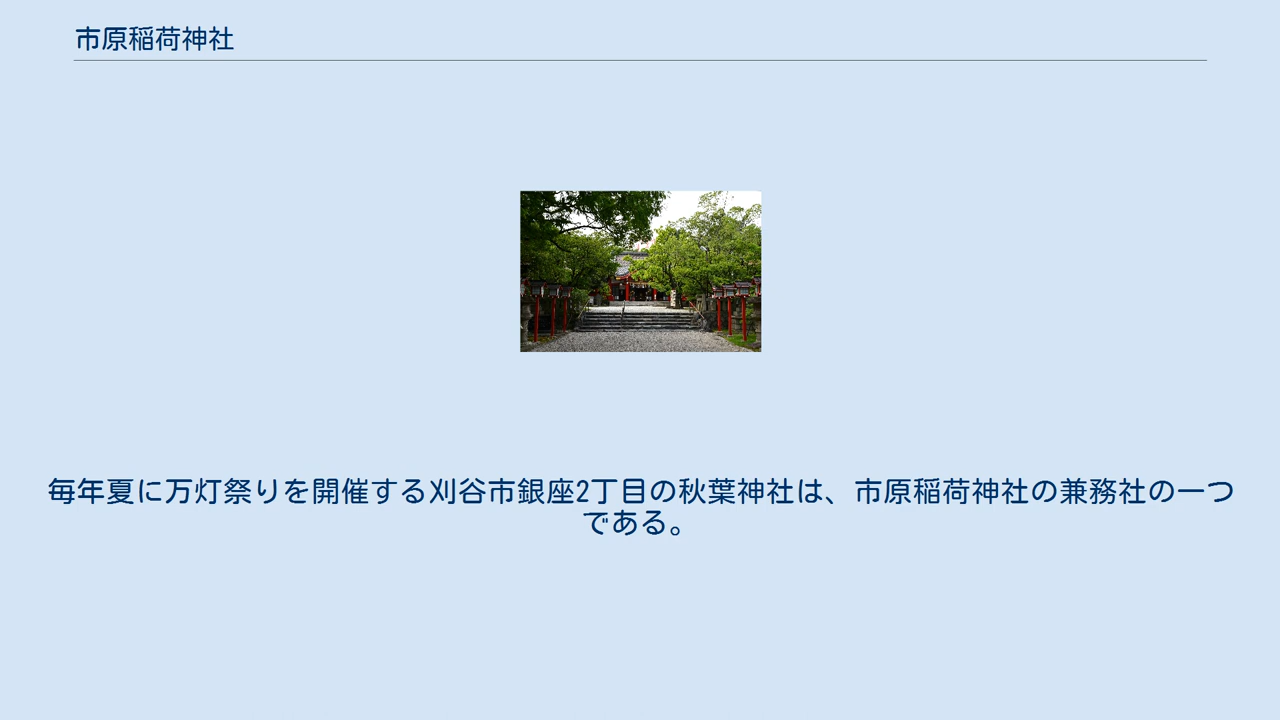 市原稲荷神社
毎年夏に万灯祭りを開催する刈谷市銀座2丁目の秋葉神社は、市原稲荷神社の兼務社の一つ
である。